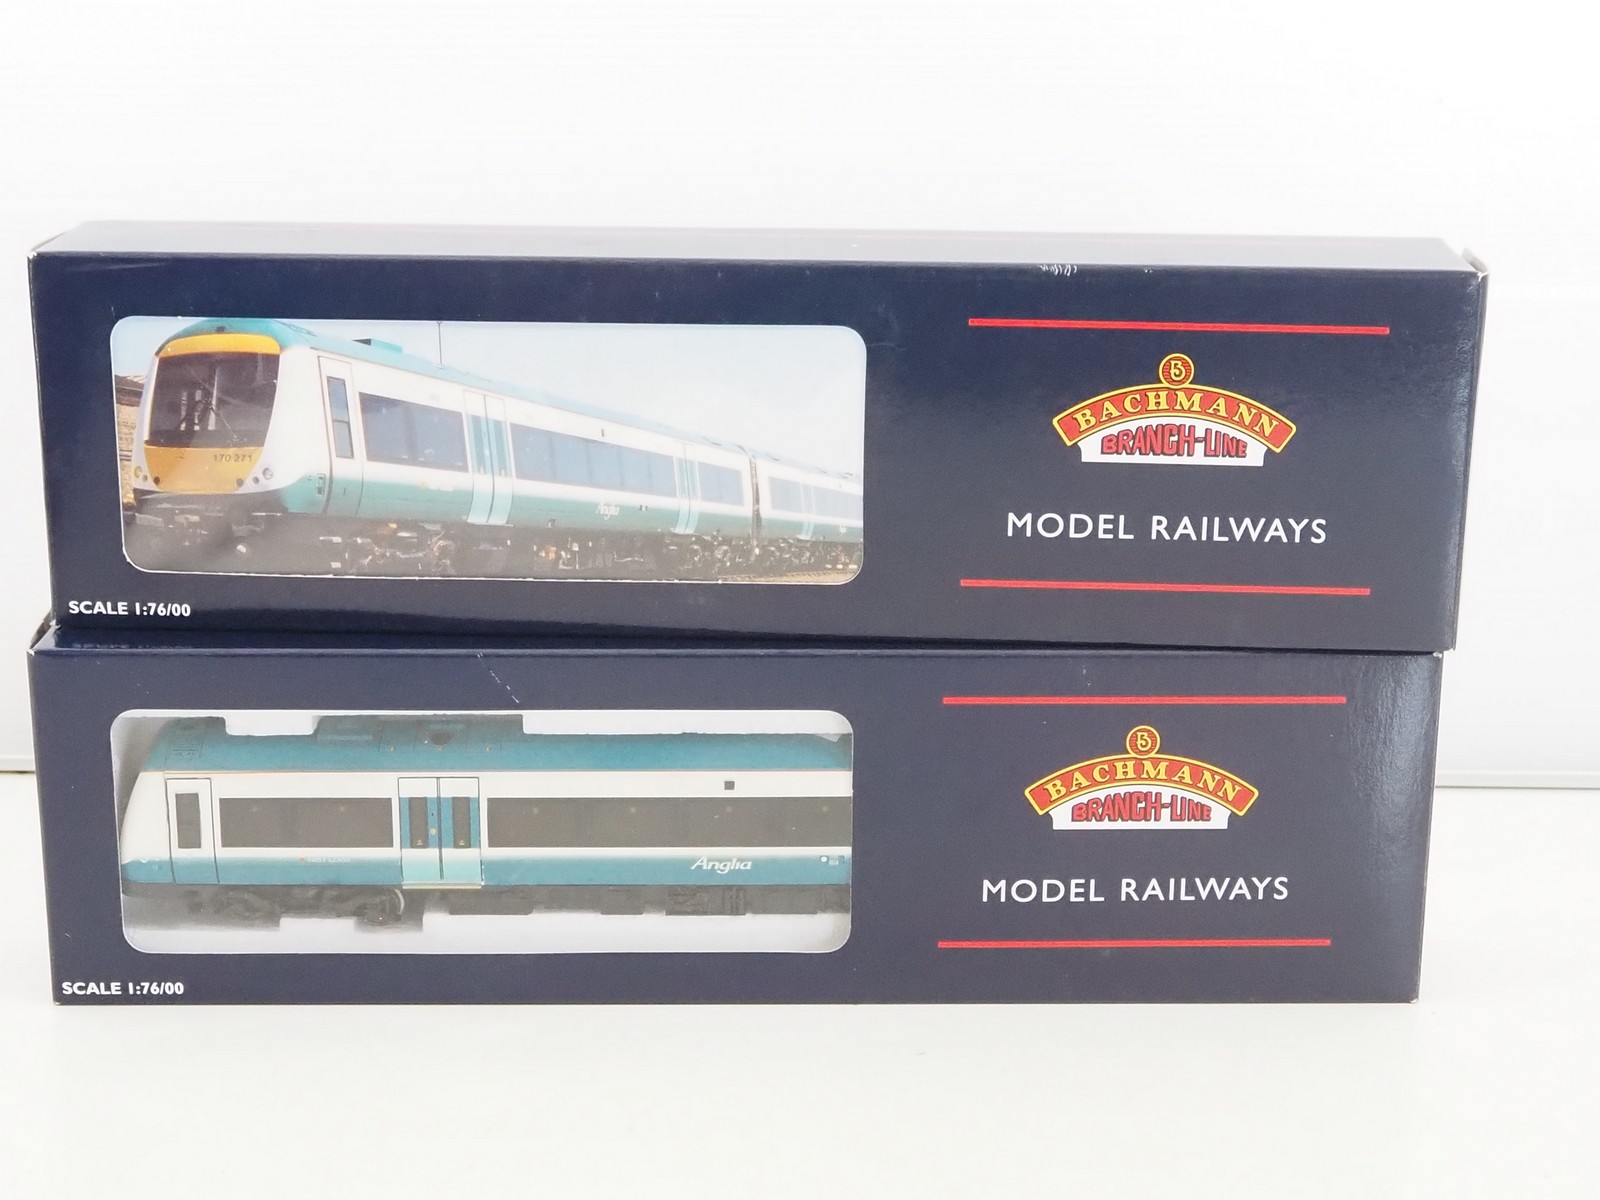 170 271
Anglia
SCALE 1:76/00
BACHMANN
BRANCH-LINE
MODEL RAILWAYS
Anglia
SCALE 1:76/00
BACHMANN
BRANCH-LINE
MODEL RAILWAYS